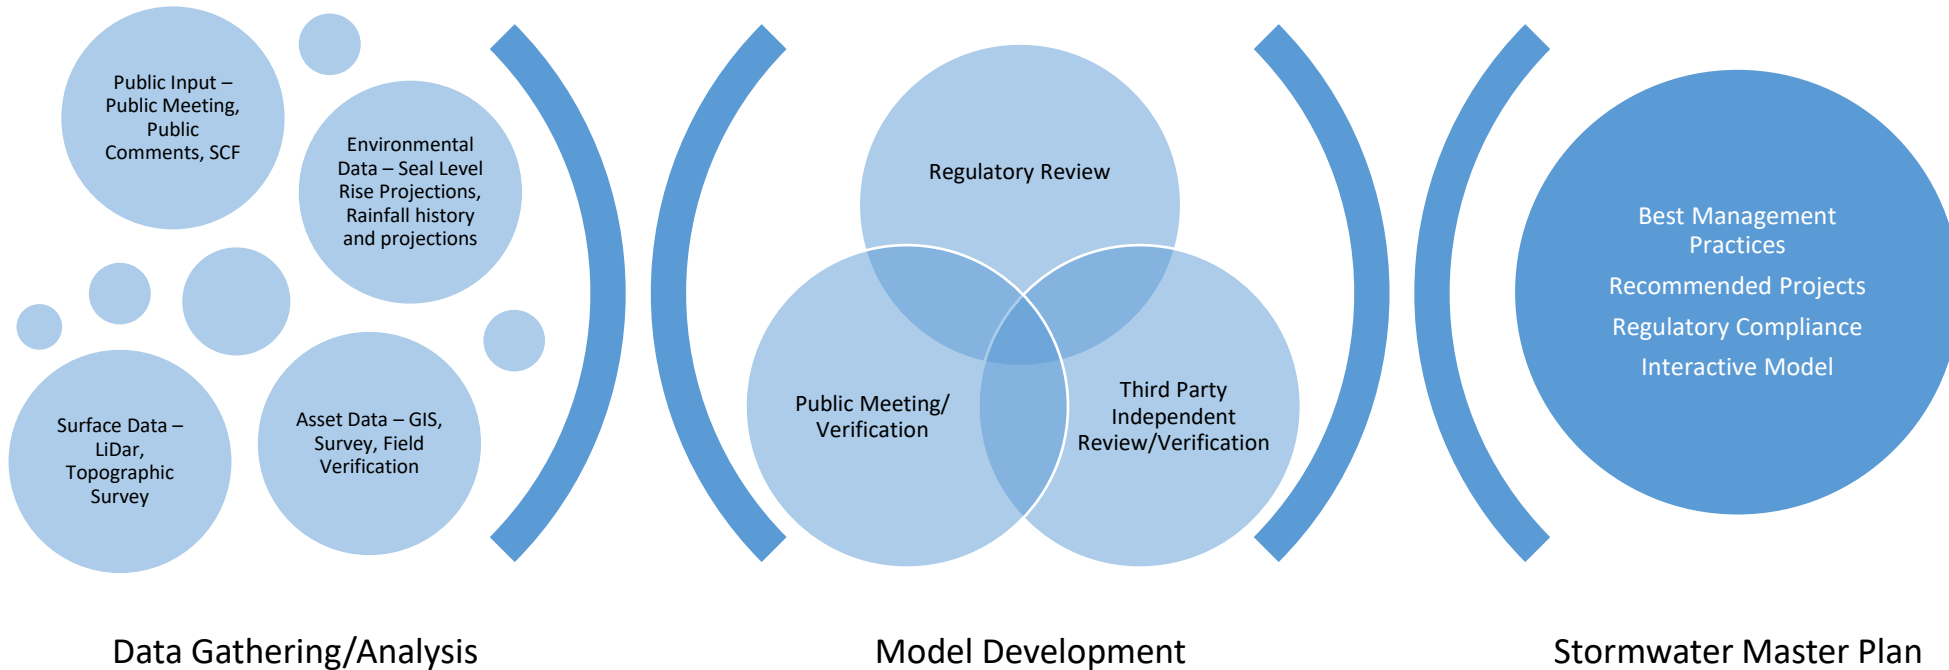 Public Input –
Public Meeting,
Public
Comments, SCF
Environmental
Data – Seal Level
Rise Projections,
Rainfall history
and projections
Surface Data –
LiDar,
Topographic
Survey
Asset Data – GIS,
Survey, Field
Verification
Data Gathering/Analysis
Regulatory Review
Public Meeting/
Verification
Third Party
Independent
Review/Verification
Model Development
Best Management
Practices
Recommended Projects
Regulatory Compliance
Interactive Model
Stormwater Master Plan